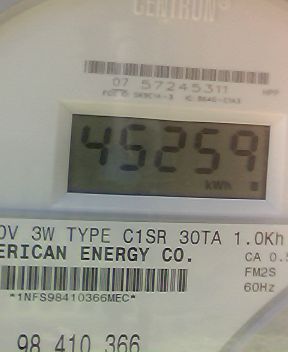 CENTRON®
07 57245311
45259
kWh
0V 3W TYPE C1SR 30TA 1.0Kh
ERICAN ENERGY CO.
CA 0.5
FM2S
60Hz
*1NFS98410366MEC*
98 410 366